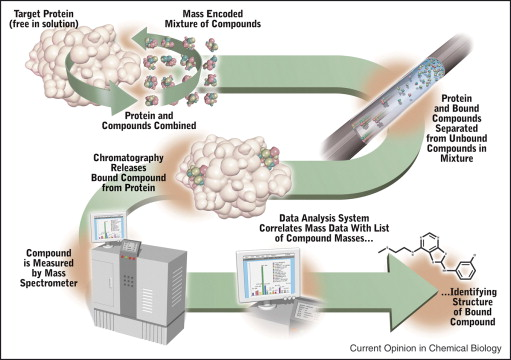 Target Protein
(free in solution)
Mass Encoded
Mixture of Compounds
Protein and
Compounds Combined
Protein
and Bound
Compounds
Separated
from Unbound
Compounds in
Mixture
Chromatography
Releases
Bound Compound
from Protein
Data Analysis System
Correlates Mass Data With List
of Compound Masses...
Compound
is Measured
by Mass
Spectrometer
...Identifying
Structure
of Bound
Compound
Current Opinion in Chemical Biology